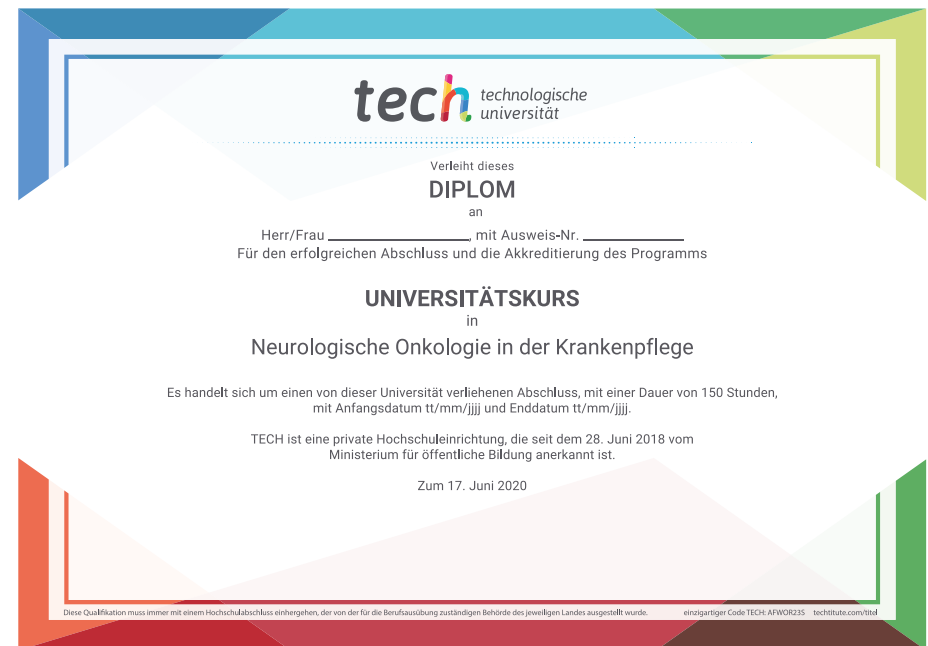 tech technologische
universität
Verleiht dieses
DIPLOM
an
Herr/Frau ____________________, mit Ausweis-Nr. ______________
Für den erfolgreichen Abschluss und die Akkreditierung des Programms
UNIVERSITÄTSKURS
in
Neurologische Onkologie in der Krankenpflege
Es handelt sich um einen von dieser Universität verliehenen Abschluss, mit einer Dauer von 150 Stunden,
mit Anfangsdatum tt/mm/jjjj und Enddatum tt/mm/jjjj.
TECH ist eine private Hochschuleinrichtung, die seit dem 28. Juni 2018 vom
Ministerium für öffentliche Bildung anerkannt ist.
Zum 17. Juni 2020
Diese Qualifikation muss immer mit einem Hochschulabschluss einhergehen, der von der für die Berufsausübung zuständigen Behörde des jeweiligen Landes ausgestellt wurde. einzigartiger Code TECH: AFWOR23S techtitute.com/titel